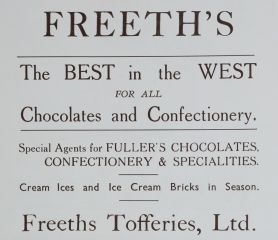 FREETH'S
The BEST in the WEST
FOR ALL
Chocolates and Confectionery.
Special Agents for FULLER'S CHOCOLATES,
CONFECTIONERY & SPECIALITIES.
Cream Ices and Ice Cream Bricks in Season.
Freeths Tofferies, Ltd.